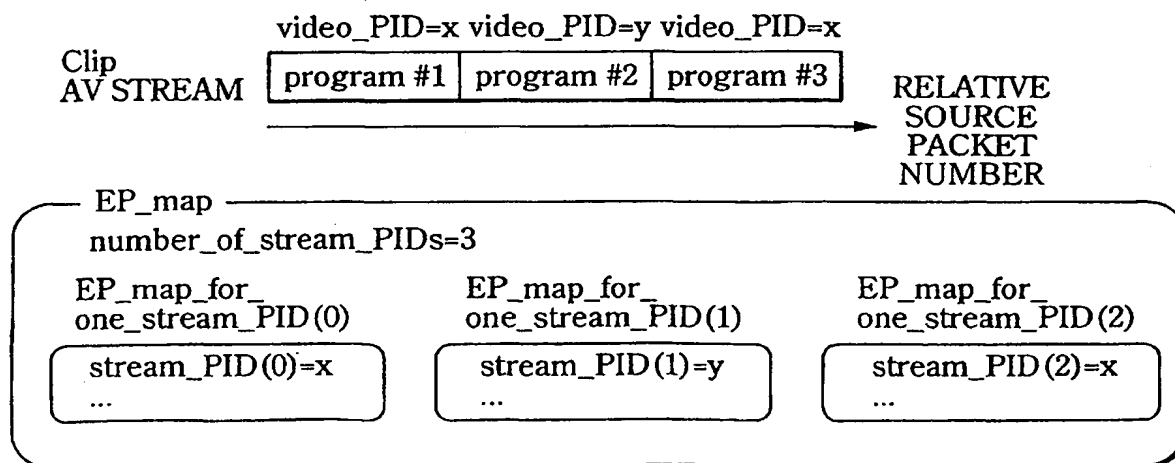 video_PID=x video_PID=y video_PID=x
Clip
AV STREAM
program #1 program #2 program #3
RELATIVE
SOURCE
PACKET
NUMBER
EP_map
number_of_stream_PIDs=3
EP_map_for_
one_stream_PID(0)
stream_PID(0)=x
...
EP_map_for_
one_stream_PID(1)
stream_PID(1)=y
...
EP_map_for_
one_stream_PID(2)
stream_PID(2)=x
...